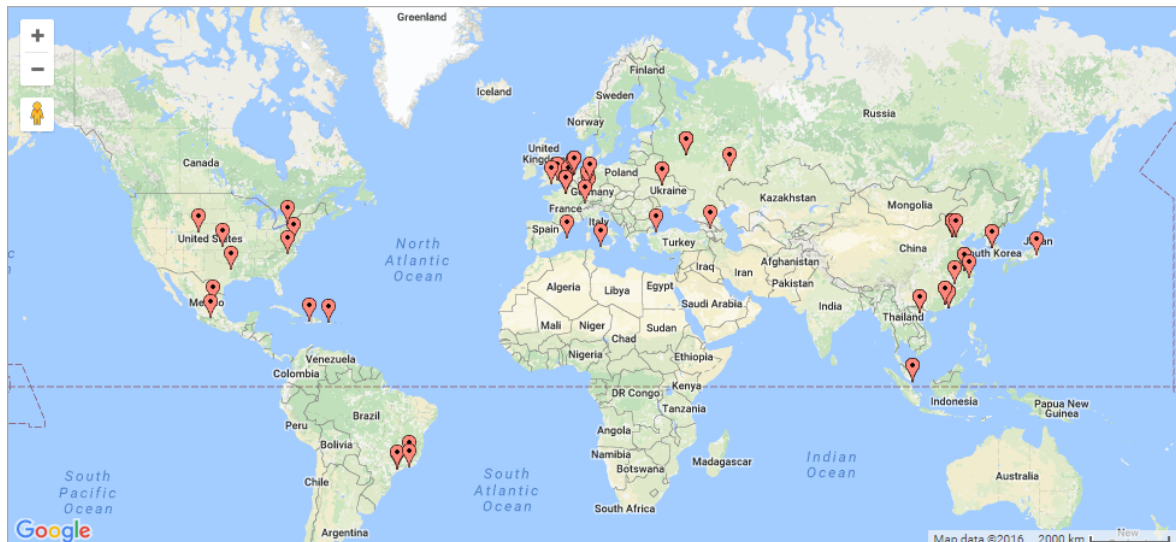 +
−
Greenland
Iceland
Finland
Sweden
Norway
Russia
Canada
United
Kingdom
Poland
Germany
Ukraine
Kazakhstan
Mongolia
France
Italy
Spain
Turkey
United States
North
Atlantic
Ocean
China
South Korea
Japan
Iraq
Iran
Afghanistan
Pakistan
Algeria
Libya
Egypt
Saudi Arabia
India
Mexico
Mali
Niger
Sudan
Chad
Thailand
Nigeria
Ethiopia
Venezuela
Colombia
DR Congo
Kenya
Tanzania
Indonesia
Papua New
Guinea
Brazil
Peru
Bolivia
Angola
Namibia
Botswana
Madagascar
Indian
Ocean
South
Pacific
Ocean
Chile
South
Atlantic
Ocean
Australia
South Africa
Argentina
Google
Map data ©2016
2000 km
New